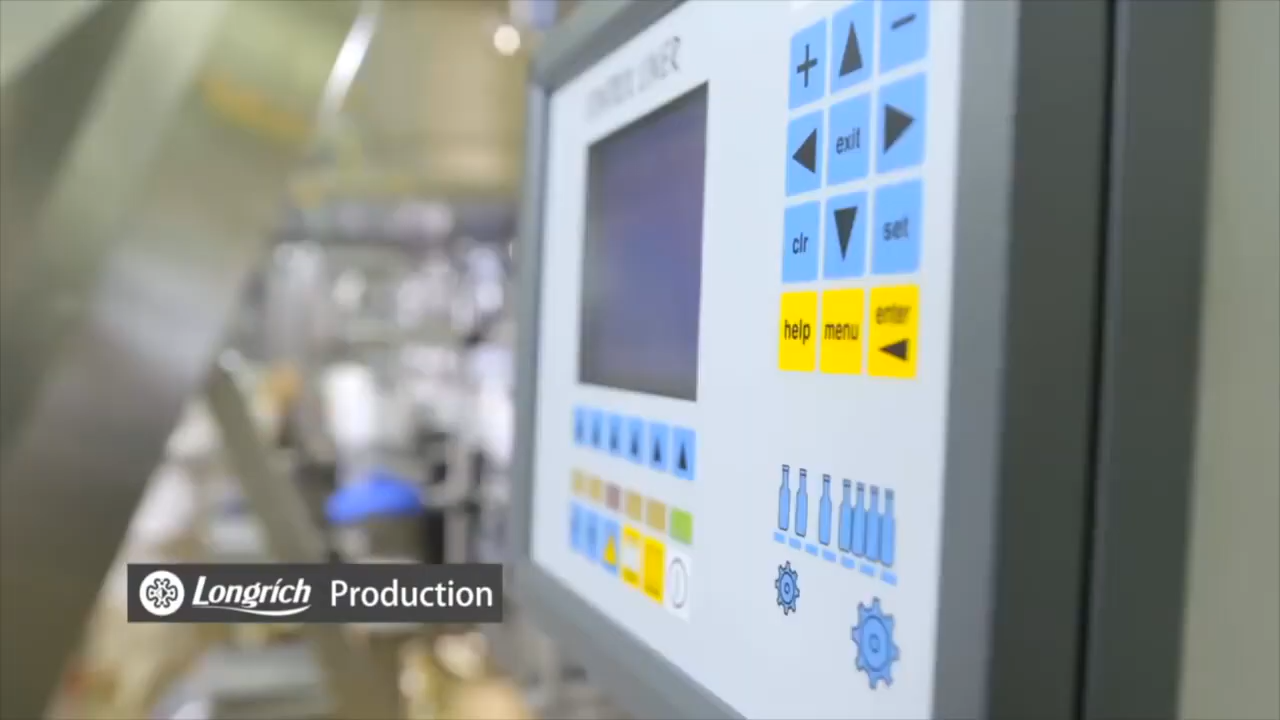 exit
clr
set
help
menu
enter
Longrich Production